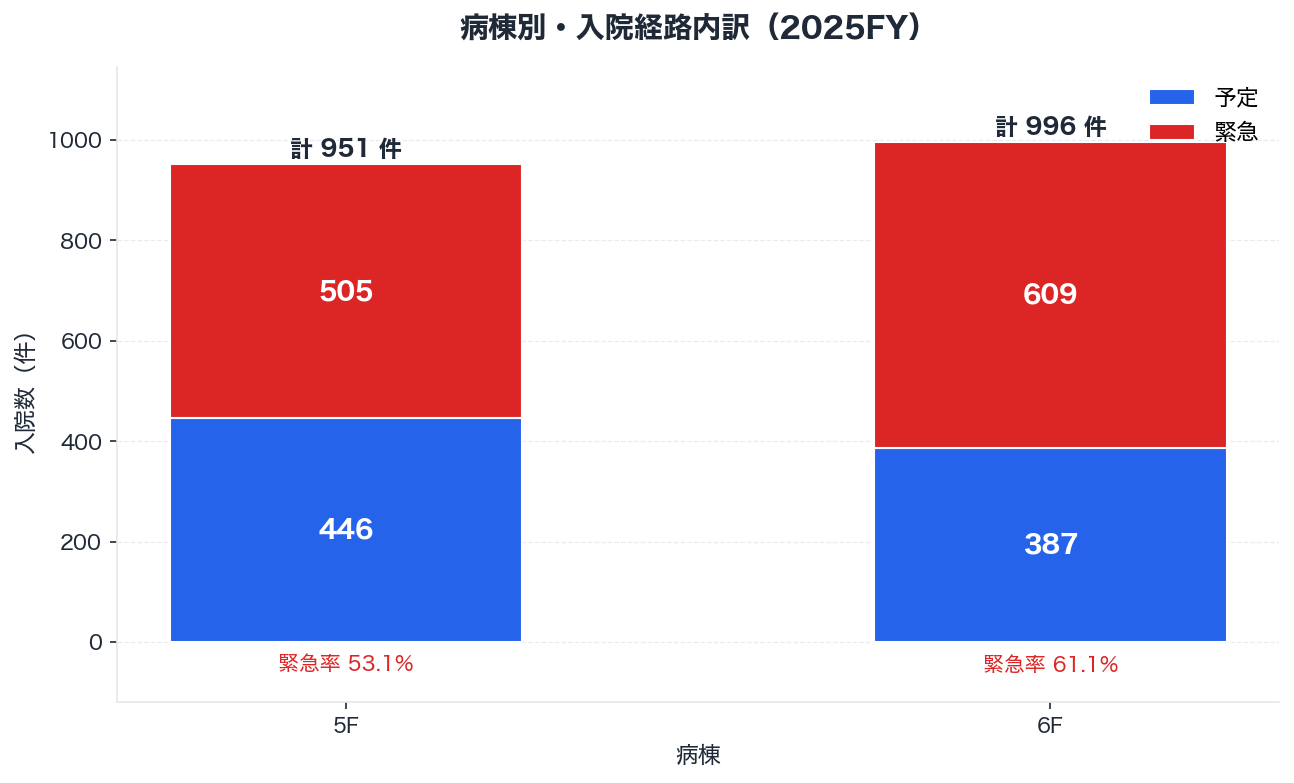 病棟別・入院経路内訳（2025FY）
予定
緊急
計 951 件
計 996 件
入院数（件）
1000
800
600
400
200
0
505
609
446
387
緊急率 53.1%
緊急率 61.1%
5F
6F
病棟